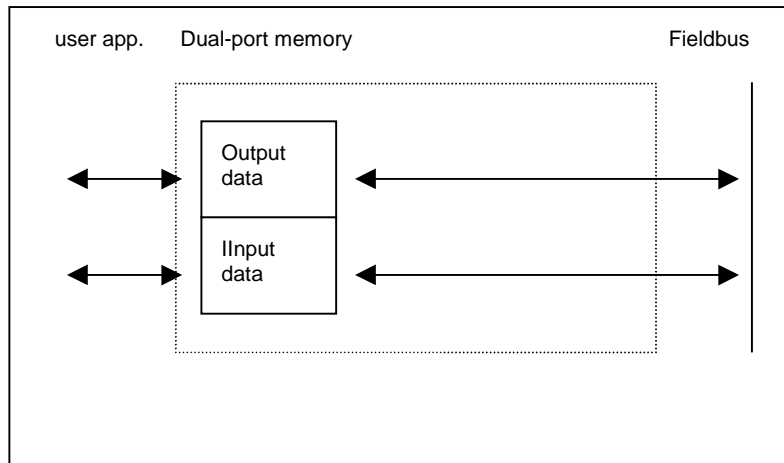 user app. Dual-port memory Fieldbus
Output
data
IInput
data